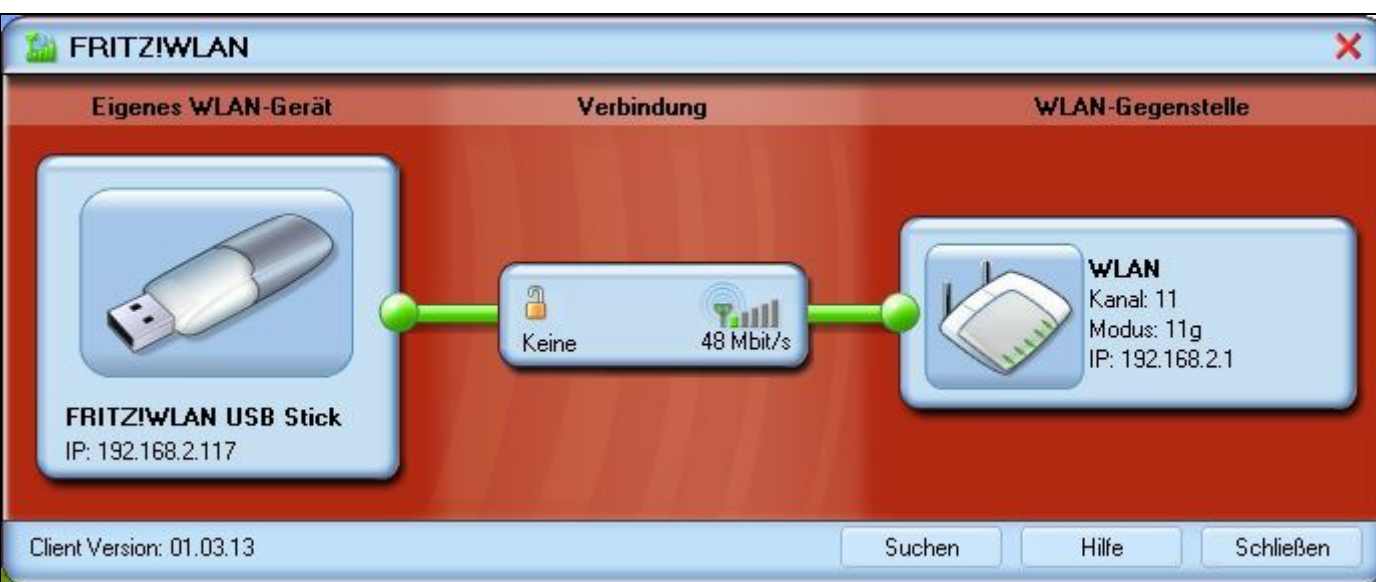 FRITZ!WLAN
Eigenes WLAN-Gerät
Verbindung
WLAN-Gegenstelle
FRITZ!WLAN USB Stick
IP: 192.168.2.117
Keine
48 Mbit/s
WLAN
Kanal: 11
Modus: 11g
IP: 192.168.2.1
Client Version: 01.03.13
Suchen
Hilfe
Schließen